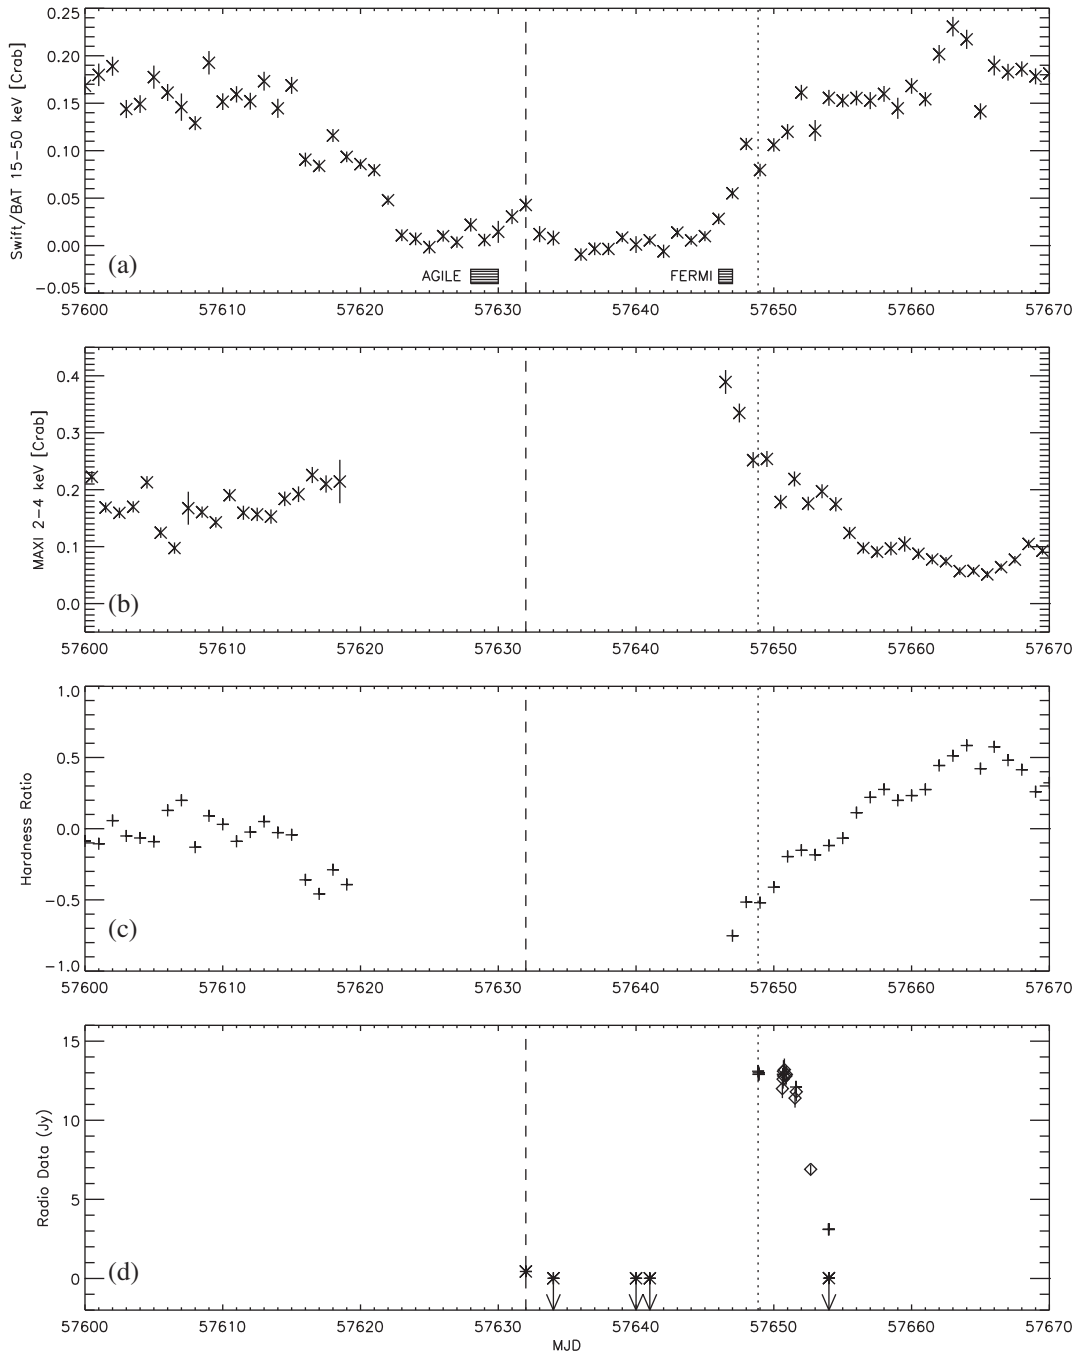 Swift/BAT 15−50 keV [Crab]
0.25
0.20
0.15
0.10
0.05
0.00
−0.05
(a)
AGILE
FERMI
57600 57610 57620 57630 57640 57650 57660 57670
MAXI 2−4 keV [Crab]
0.4
0.3
0.2
0.1
0.0
(b)
57600 57610 57620 57630 57640 57650 57660 57670
Hardness Ratio
1.0
0.5
0.0
−0.5
−1.0
(c)
57600 57610 57620 57630 57640 57650 57660 57670
Radio Data (Jy)
15
10
5
0
(d)
57600 57610 57620 57630 57640 57650 57660 57670
MJD